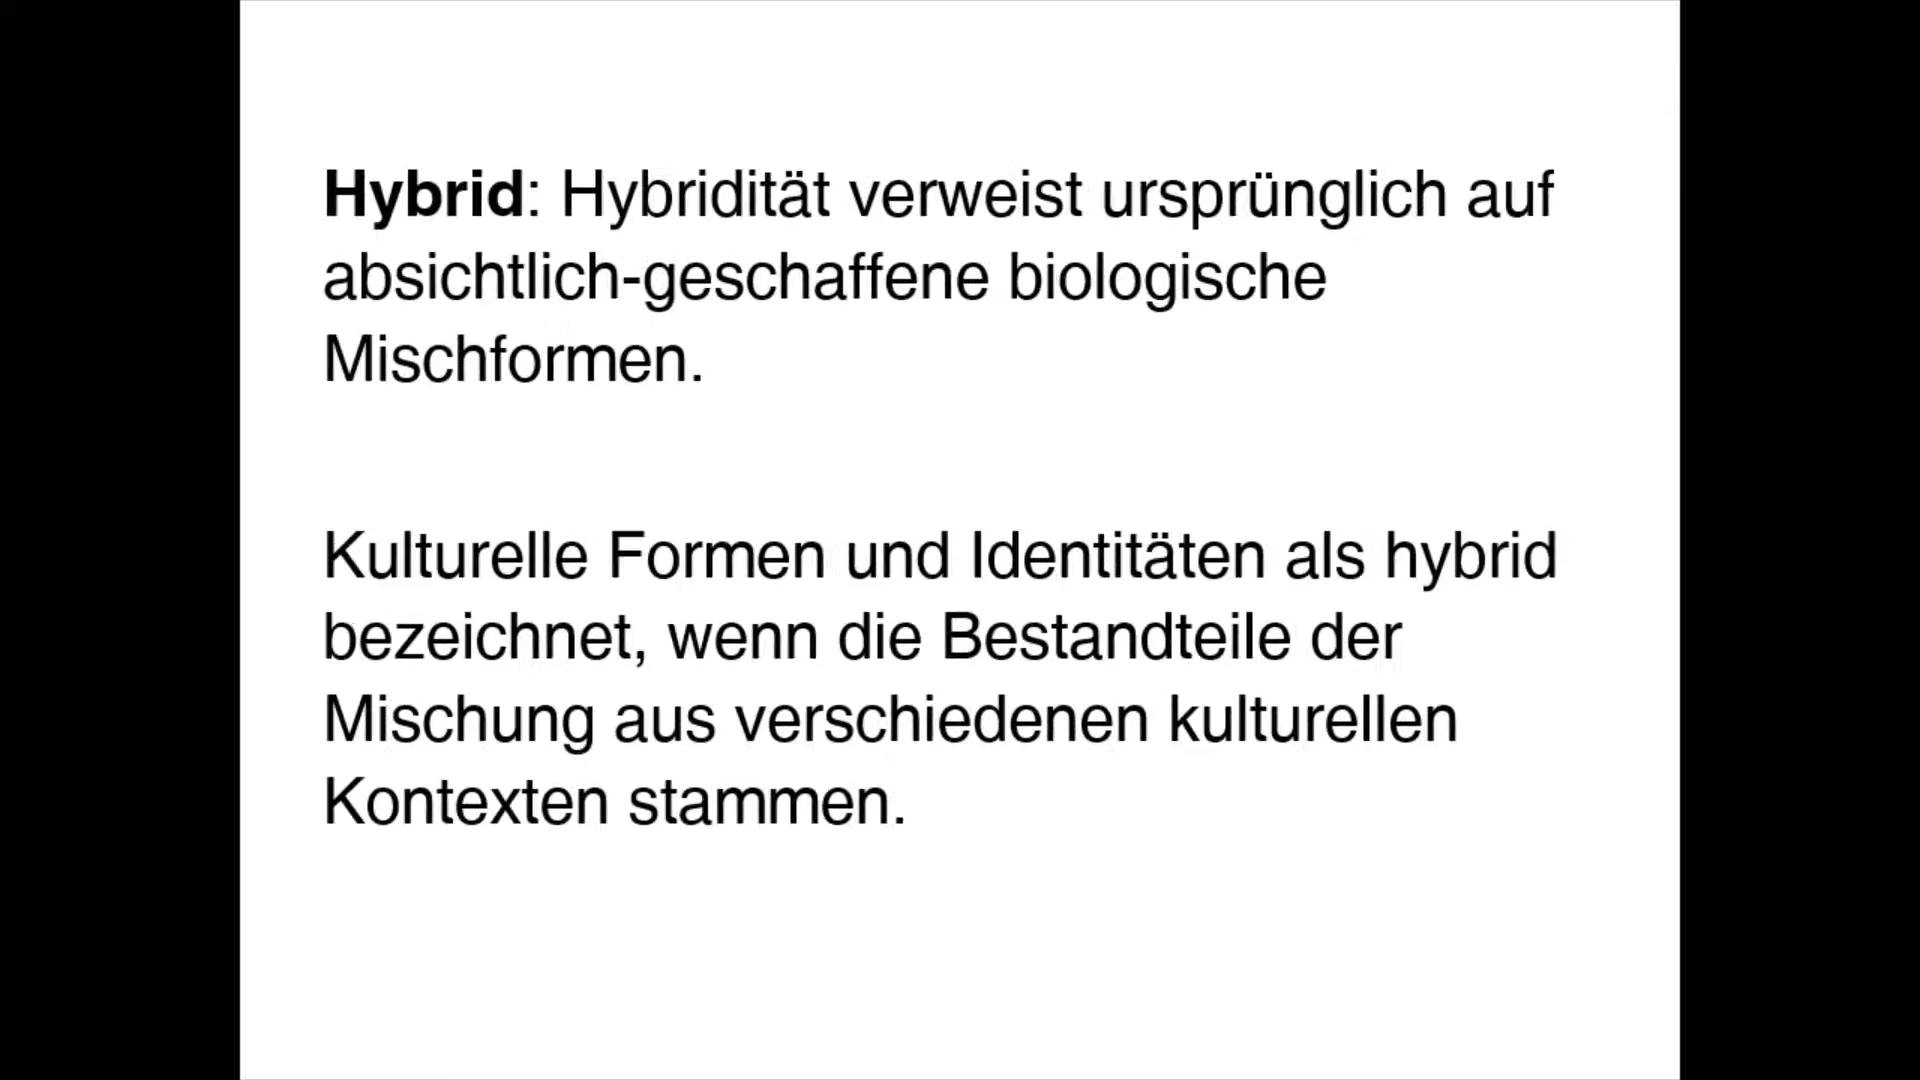 Hybrid: Hybridität verweist ursprünglich auf
absichtlich-geschaffene biologische
Mischformen.
Kulturelle Formen und Identitäten als hybrid
bezeichnet, wenn die Bestandteile der
Mischung aus verschiedenen kulturellen
Kontexten stammen.